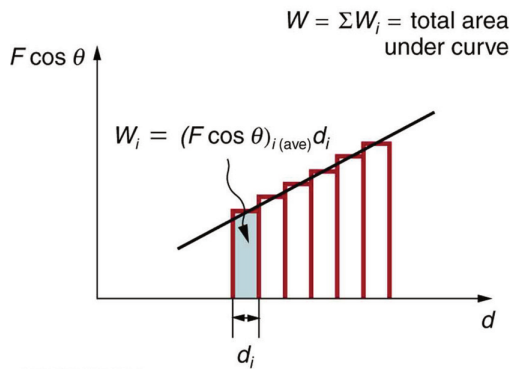 W = ΣWᵢ = total area
under curve
F cos θ
Wᵢ = (F cos θ)ᵢ₍ₐᵥₑ₎dᵢ
d
dᵢ